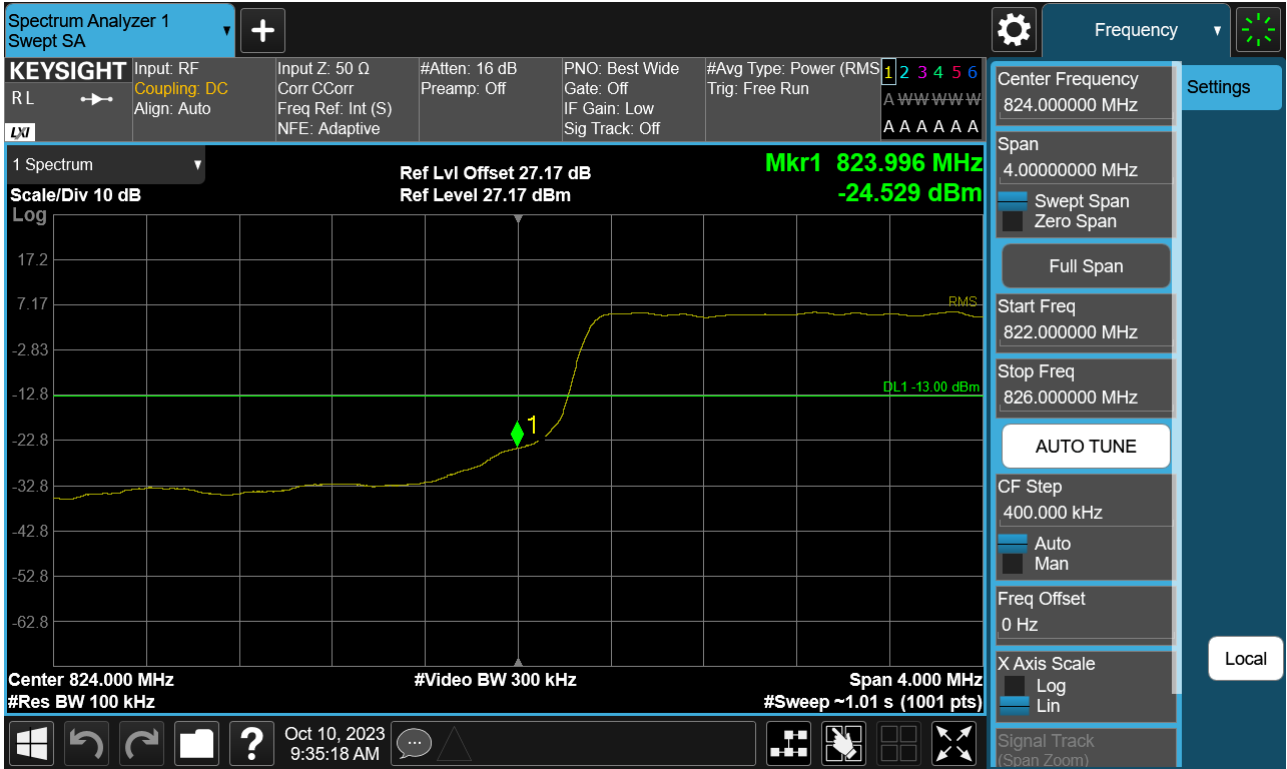 Spectrum Analyzer 1
Swept SA
Frequency
KEYSIGHT
R L
LXI
Input: RF
Coupling: DC
Align: Auto
Input Z: 50 Ω
Corr CCorr
Freq Ref: Int (S)
NFE: Adaptive
#Atten: 16 dB
Preamp: Off
PNO: Best Wide
Gate: Off
IF Gain: Low
Sig Track: Off
#Avg Type: Power (RMS
Trig: Free Run
1 2 3 4 5 6
A W W W W W
A A A A A A
Center Frequency
824.000000 MHz
Settings
Span
4.00000000 MHz
Swept Span
Zero Span
Full Span
Start Freq
822.000000 MHz
Stop Freq
826.000000 MHz
AUTO TUNE
CF Step
400.000 kHz
Auto
Man
Freq Offset
0 Hz
X Axis Scale
Log
Lin
Signal Track
(Span Zoom)
Local
1 Spectrum
Scale/Div 10 dB
Ref Lvl Offset 27.17 dB
Ref Level 27.17 dBm
Mkr1 823.996 MHz
-24.529 dBm
Log
17.2
7.17
RMS
-2.83
-12.8
DL1 -13.00 dBm
1
-22.8
-32.8
-42.8
-52.8
-62.8
Center 824.000 MHz
#Video BW 300 kHz
Span 4.000 MHz
#Res BW 100 kHz
#Sweep ~1.01 s (1001 pts)
?
Oct 10, 2023
9:35:18 AM